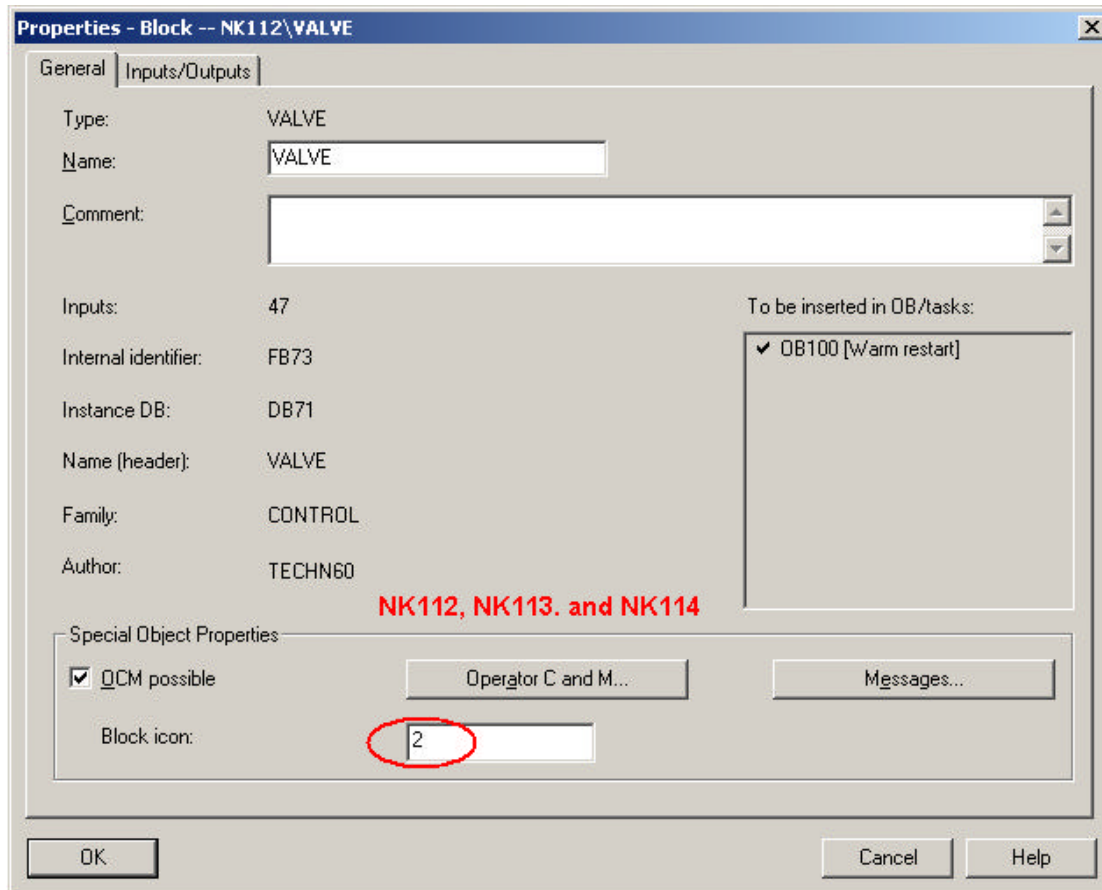 Properties - Block -- NK112\VALVE
General
Inputs/Outputs
Type: VALVE
Name: VALVE
Comment:
Inputs: 47
To be inserted in OB/tasks:
Internal identifier: FB73
✔ OB100 [Warm restart]
Instance DB: DB71
Name (header): VALVE
Family: CONTROL
Author: TECHN60
NK112, NK113. and NK114
Special Object Properties
OCM possible
Operator C and M...
Messages...
Block icon: 2
OK
Cancel
Help